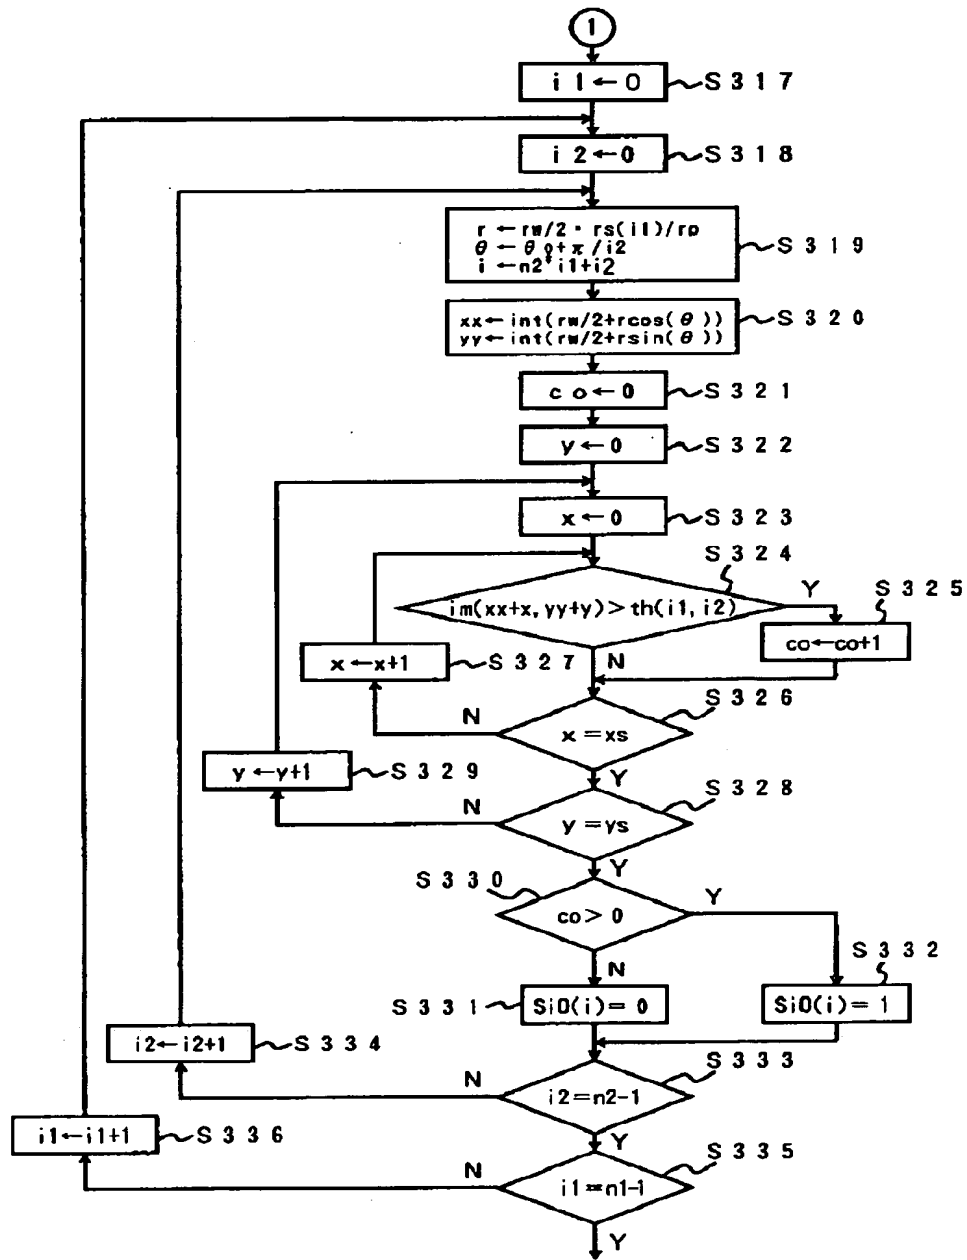 1
i1←0
S317
i2←0
S318
r ←rw/2・rs(i1)/rp
θ ←θo+π/i2
i ←n2*i1+i2
S319
xx←int(rw/2+rcos(θ))
yy←int(rw/2+rsin(θ))
S320
co←0
S321
y←0
S322
x←0
S323
S324
im(xx+x,yy+y)>th(i1,i2)
Y
S325
co←co+1
N
x←x+1
S327
S326
x=xs
N
Y
y←y+1
S329
S328
y=ys
N
Y
S330
co>0
Y
N
S332
S331
SiO(i)=0
SiO(i)=1
i2←i2+1
S334
S333
i2=n2-1
N
Y
i1←i1+1
S336
S335
i1=n1-1
N
Y